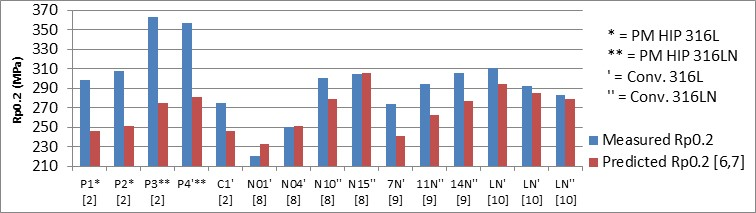 370
350
330
310
290
270
250
230
210
Rp0.2 (MPa)
P1* P2* P3** P4'** C1' N01' N04' N10'' N15'' 7N' 11N'' 14N'' LN' LN' LN''
[2] [2] [2] [2] [8] [8] [8] [8] [9] [9] [9] [10] [10] [10]
* = PM HIP 316L
** = PM HIP 316LN
' = Conv. 316L
'' = Conv. 316LN
Measured Rp0.2
Predicted Rp0.2 [6,7]